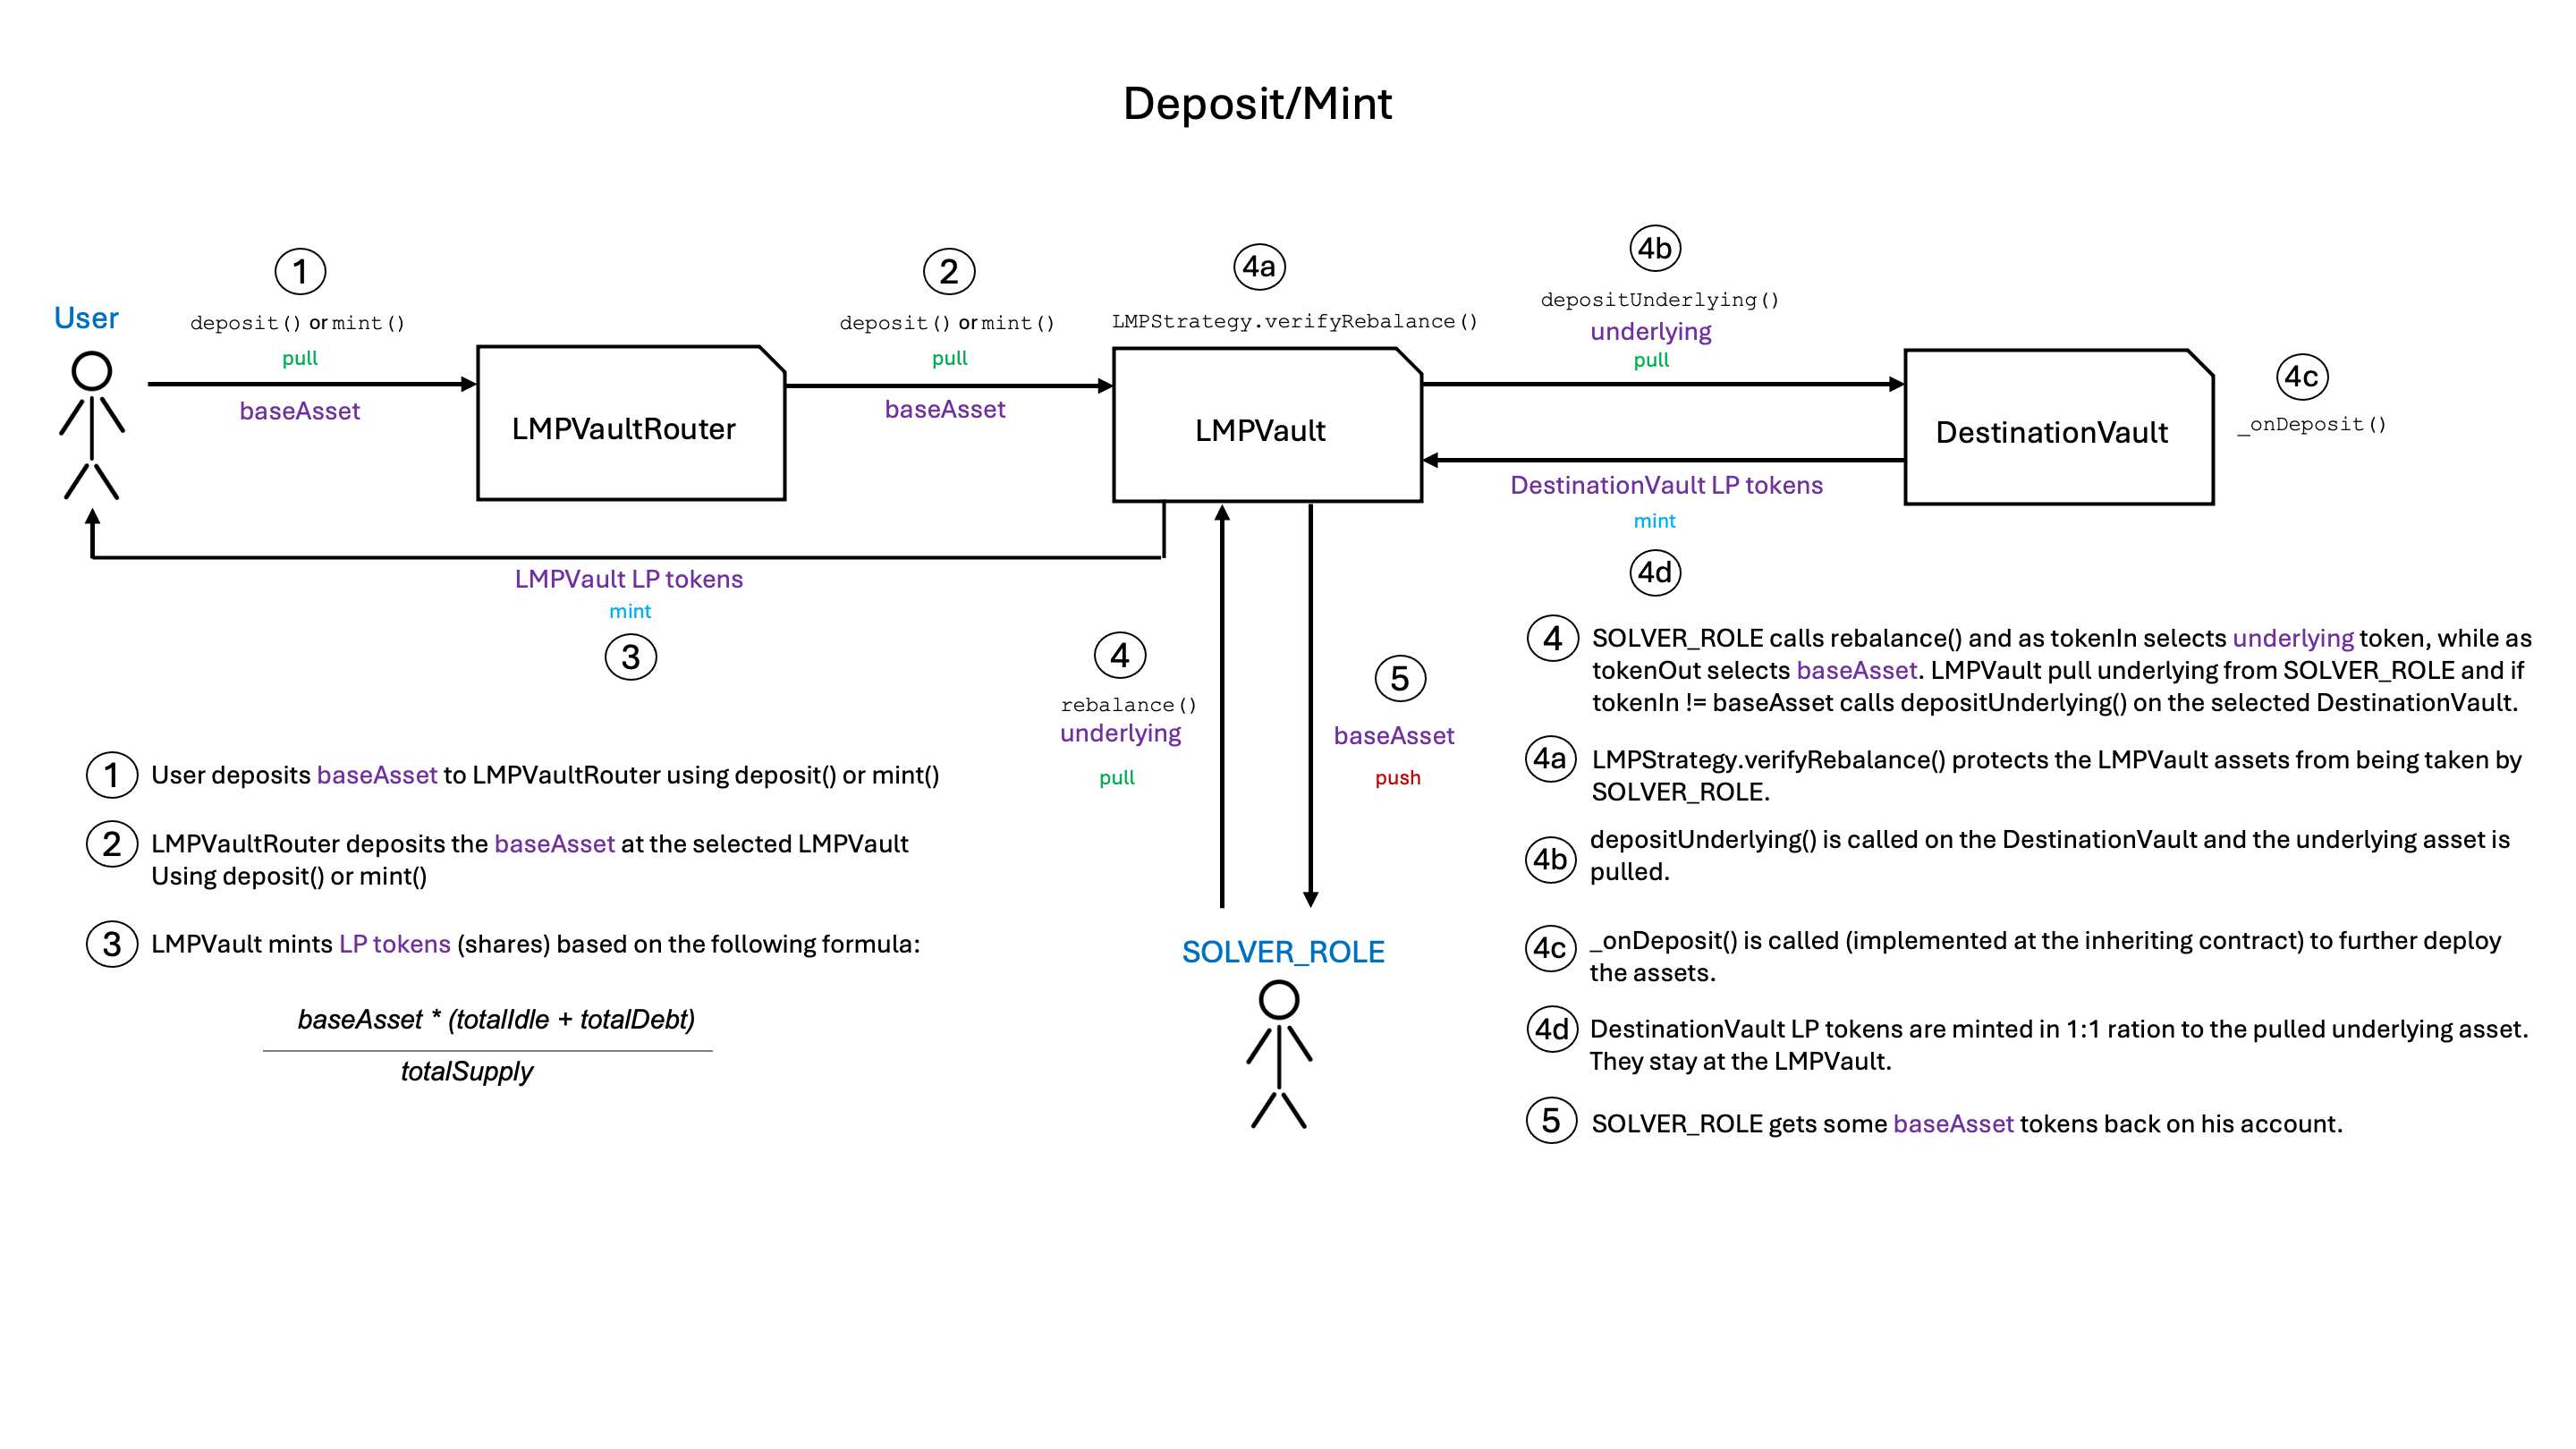 Deposit/Mint
1
deposit() or mint()
pull
baseAsset
User
2
deposit() or mint()
pull
baseAsset
4a
LMPStrategy.verifyRebalance()
4b
depositUnderlying()
underlying
pull
4c
_onDeposit()
LMPVaultRouter
LMPVault
DestinationVault
DestinationVault LP tokens
mint
4d
LMPVault LP tokens
mint
3
4
rebalance()
underlying
pull
5
baseAsset
push
SOLVER_ROLE
1 User deposits baseAsset to LMPVaultRouter using deposit() or mint()
2 LMPVaultRouter deposits the baseAsset at the selected LMPVault
Using deposit() or mint()
3 LMPVault mints LP tokens (shares) based on the following formula:
baseAsset * (totalIdle + totalDebt)
totalSupply
4 SOLVER_ROLE calls rebalance() and as tokenIn selects underlying token, while as
tokenOut selects baseAsset. LMPVault pull underlying from SOLVER_ROLE and if
tokenIn != baseAsset calls depositUnderlying() on the selected DestinationVault.
4a LMPStrategy.verifyRebalance() protects the LMPVault assets from being taken by
SOLVER_ROLE.
4b depositUnderlying() is called on the DestinationVault and the underlying asset is
pulled.
4c _onDeposit() is called (implemented at the inheriting contract) to further deploy
the assets.
4d DestinationVault LP tokens are minted in 1:1 ration to the pulled underlying asset.
They stay at the LMPVault.
5 SOLVER_ROLE gets some baseAsset tokens back on his account.